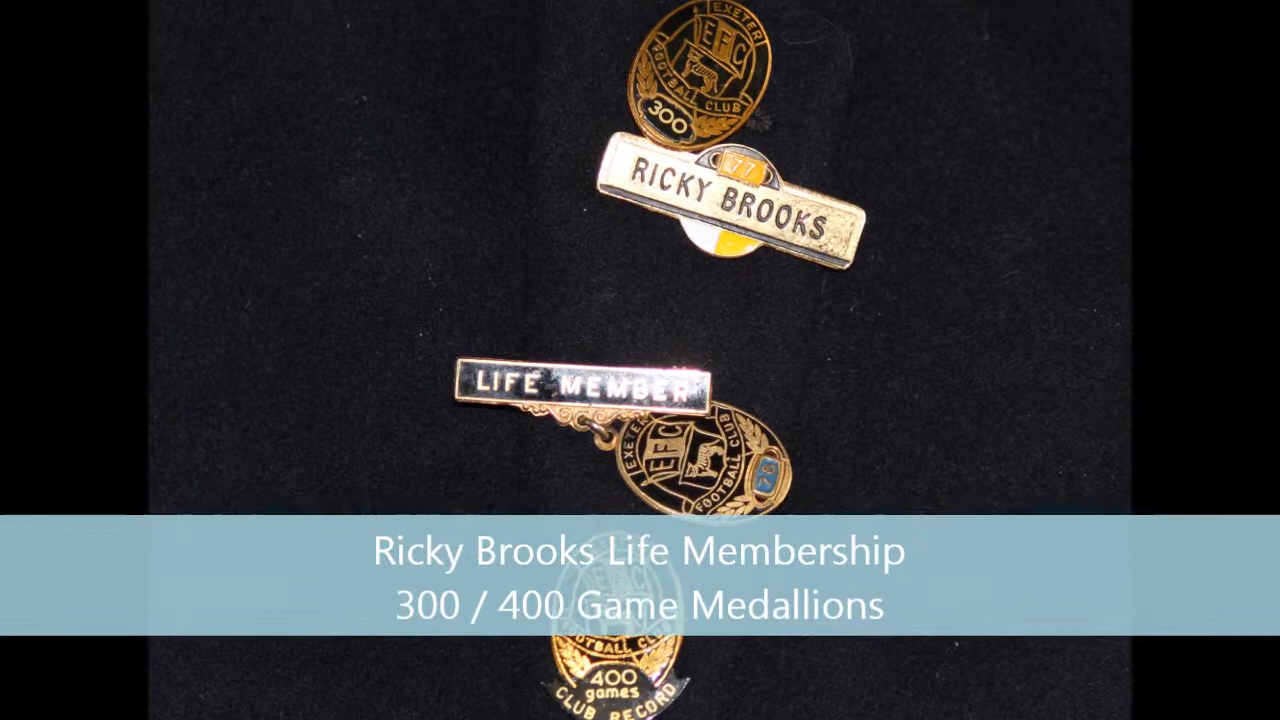 EXETER
EFC
FOOTBALL CLUB
300
77
RICKY BROOKS
LIFE MEMBER
EXETER
EFC
FOOTBALL CLUB
78
Ricky Brooks Life Membership
300 / 400 Game Medallions
EFC
FOOTBALL CLUB
400
games
CLUB RECORD